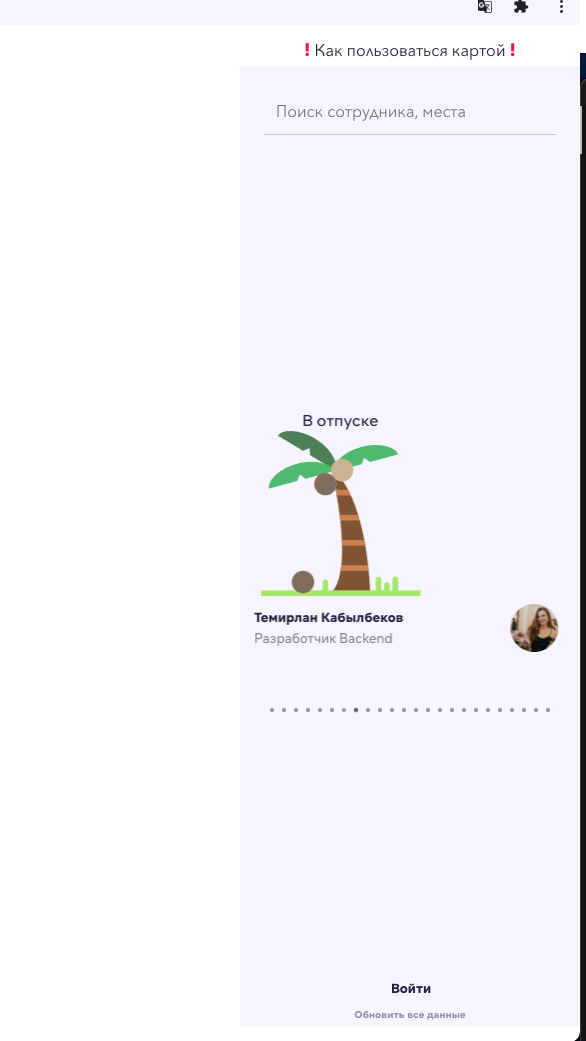 ❗Как пользоваться картой❗
Поиск сотрудника, места
В отпуске
Темирлан Кабылбеков
Разработчик Backend
Войти
Обновить все данные